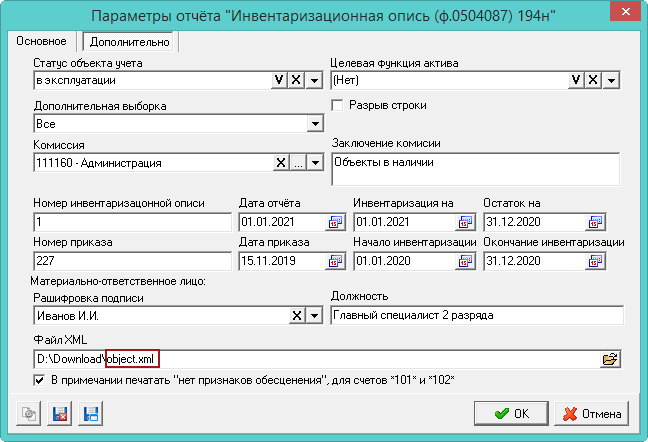 Параметры отчёта "Инвентаризационная опись (ф.0504087) 194н"
Основное Дополнительно
Статус объекта учета Целевая функция актива
в эксплуатации V X (Нет) V X
Дополнительная выборка Разрыв строки
Все
Комиссия Заключение комисии
111160 - Администрация X ... Объекты в наличии
Номер инвентаризацонной описи Дата отчёта Инвентаризация на Остаток на
1 01.01.2021 01.01.2021 31.12.2020
Номер приказа Дата приказа Начало инвентаризации Окончание инвентаризации
227 15.11.2019 01.01.2020 31.12.2020
Материально-ответственное лицо:
Рашифровка подписи Должность
Иванов И.И. X Главный специалист 2 разряда
Файл XML
D:\Download\object.xml
В примечании печатать "нет признаков обесценения", для счетов *101* и *102*
OK Отмена